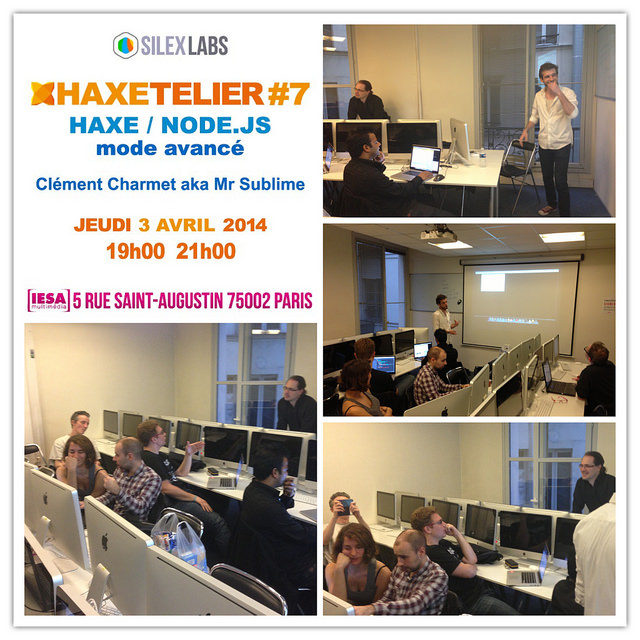 SILEXLABS
HAXETELIER #7
HAXE / NODE.JS
mode avancé
Clément Charmet aka Mr Sublime
JEUDI 3 AVRIL 2014
19h00 21h00
[IESA] multimédia 5 RUE SAINT-AUGUSTIN 75002 PARIS